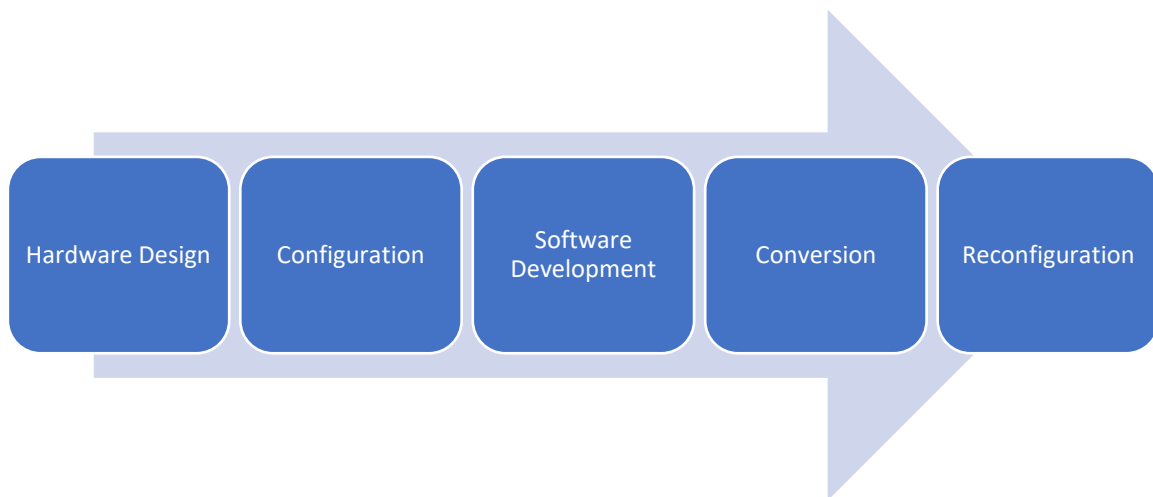 Hardware Design
Configuration
Software
Development
Conversion
Reconfiguration